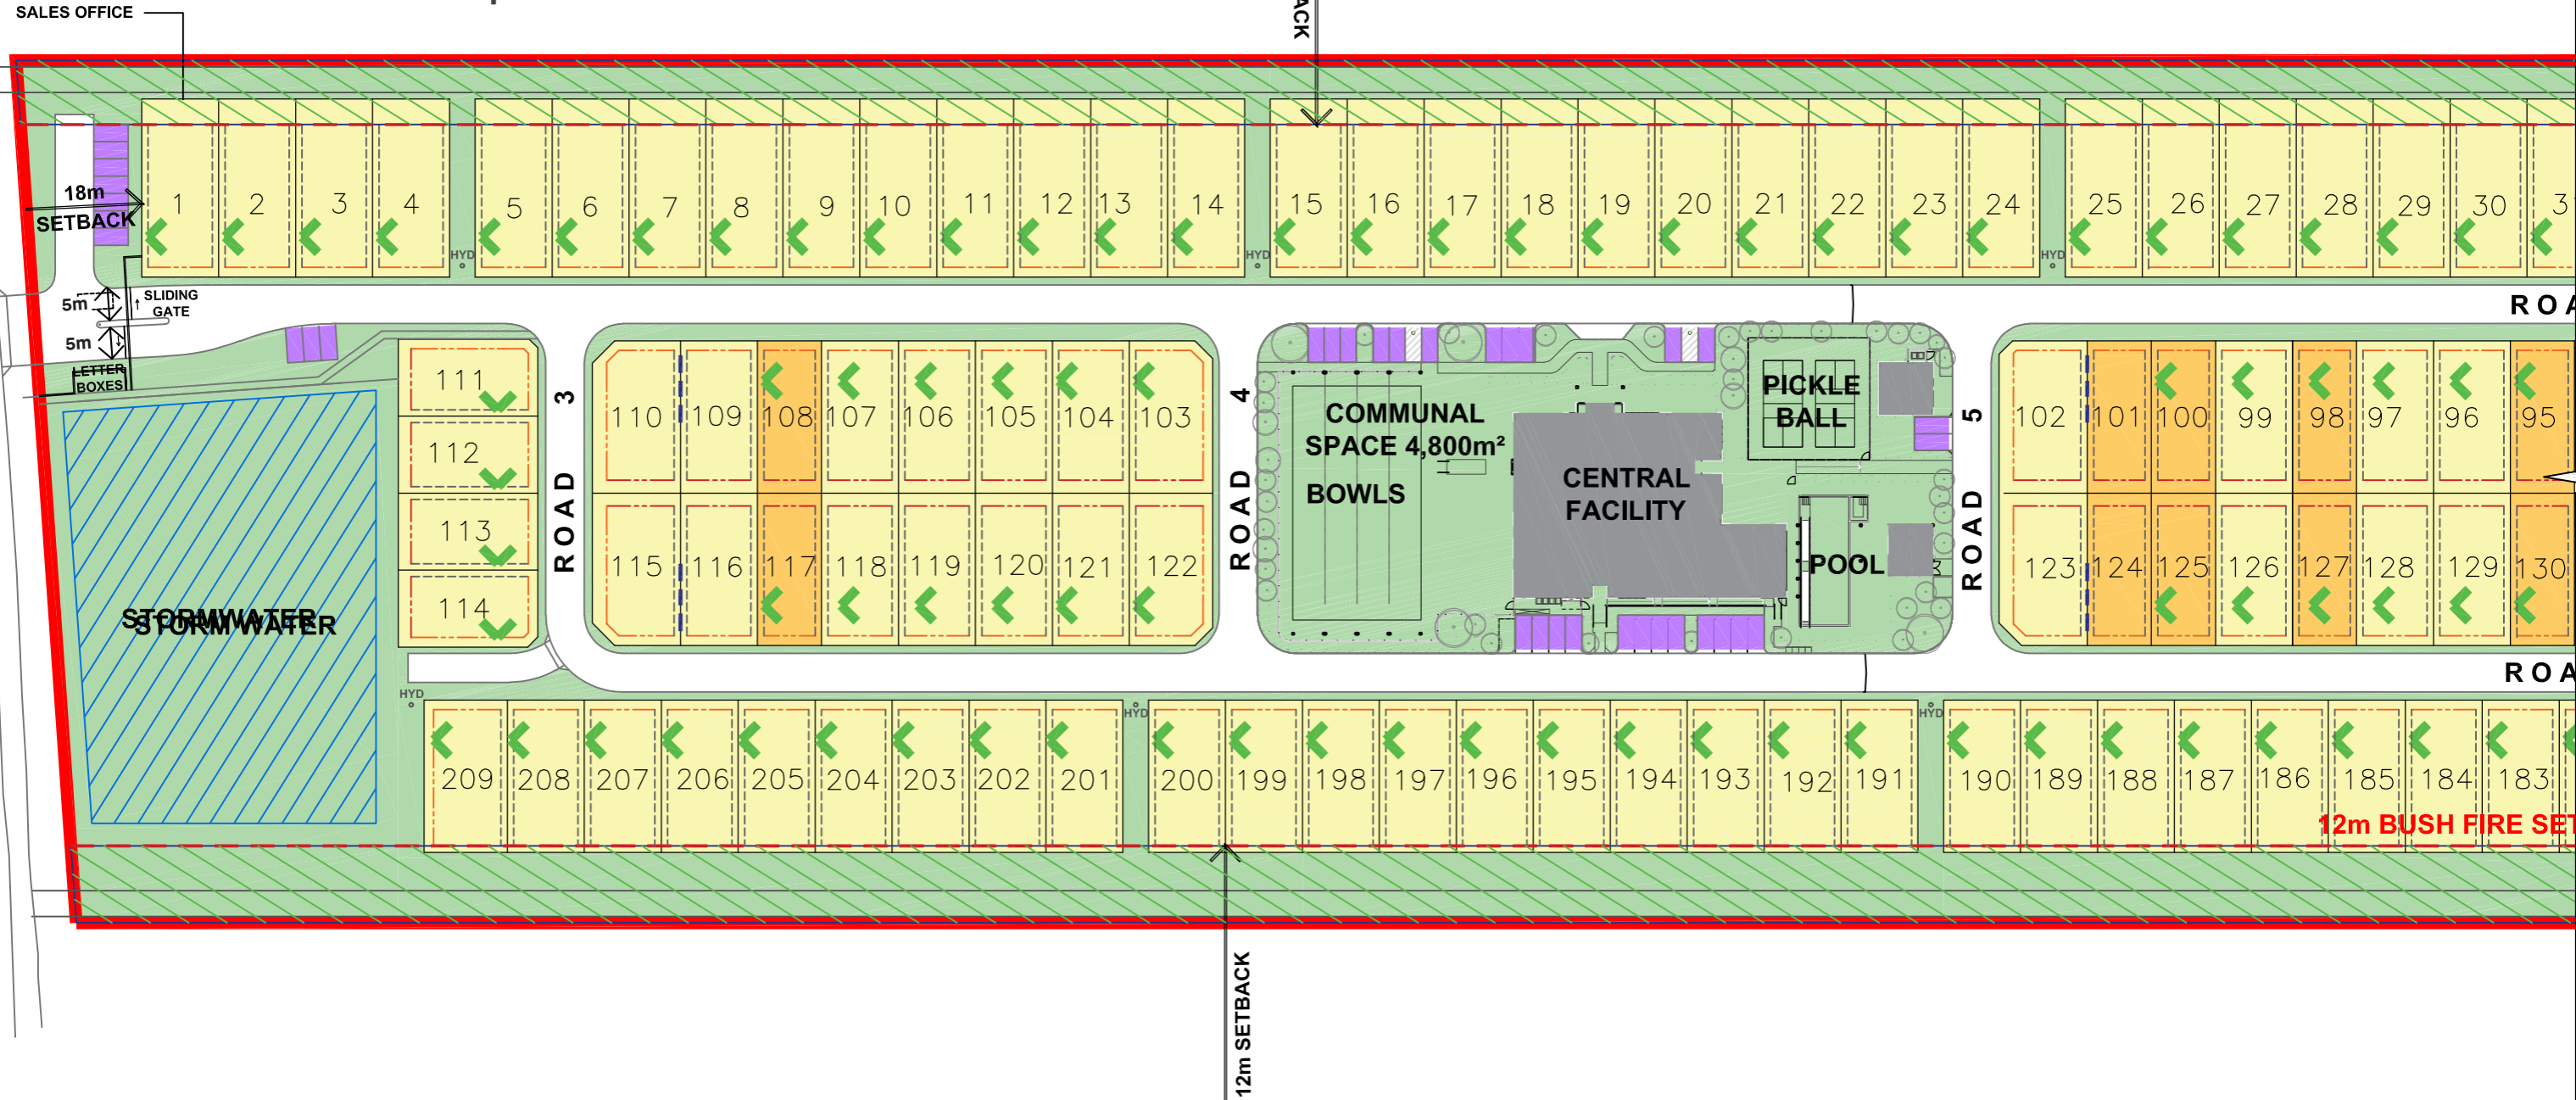 SALES OFFICE
ACK
18m
SETBACK
1 2 3 4 5 6 7 8 9 10 11 12 13 14 15 16 17 18 19 20 21 22 23 24 25 26 27 28 29 30 3
HYD HYD HYD
5m
SLIDING
GATE
5m
LETTER
BOXES
ROA
111
112
113
114
ROAD 3
110 109 108 107 106 105 104 103
115 116 117 118 119 120 121 122
ROAD 4
COMMUNAL
SPACE 4,800m²
BOWLS
CENTRAL
FACILITY
PICKLE
BALL
POOL
ROAD 5
102 101 100 99 98 97 96 95
123 124 125 126 127 128 129 130
STORMWATER
STORMWATER
ROA
HYD HYD HYD
209 208 207 206 205 204 203 202 201 200 199 198 197 196 195 194 193 192 191 190 189 188 187 186 185 184 183
12m BUSH FIRE SET
12m SETBACK